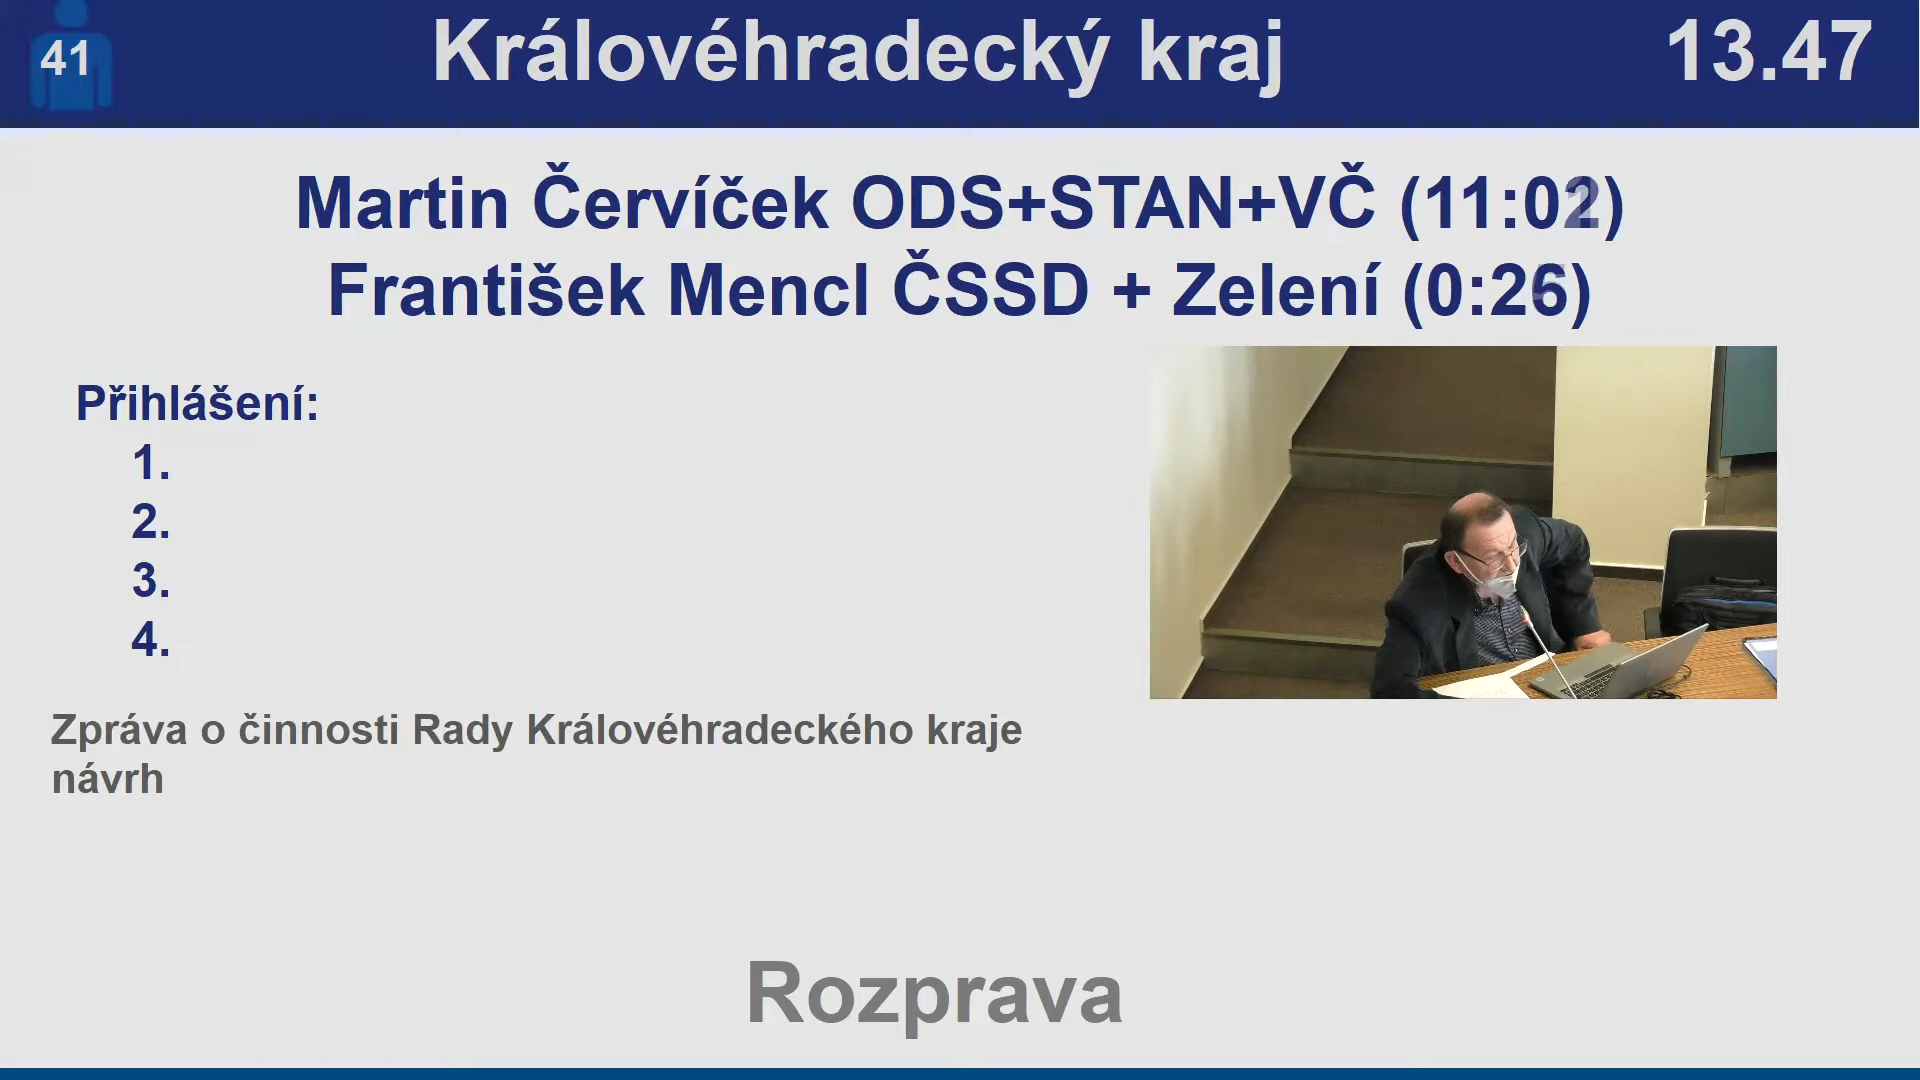 41
Královéhradecký kraj
13.47
Martin Červíček ODS+STAN+VČ (11:02)
František Mencl ČSSD + Zelení (0:26)
Přihlášení:
1.
2.
3.
4.
Zpráva o činnosti Rady Královéhradeckého kraje
návrh
Rozprava